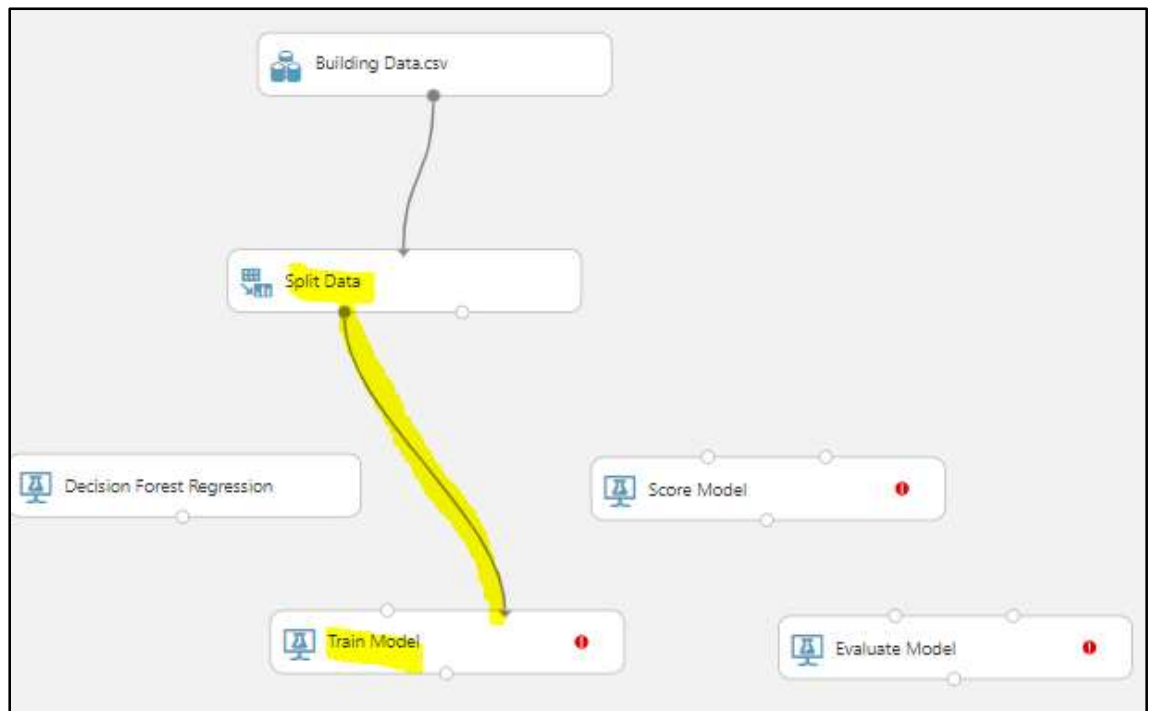 Building Data.csv
Split Data
Decision Forest Regression
Score Model
Train Model
Evaluate Model